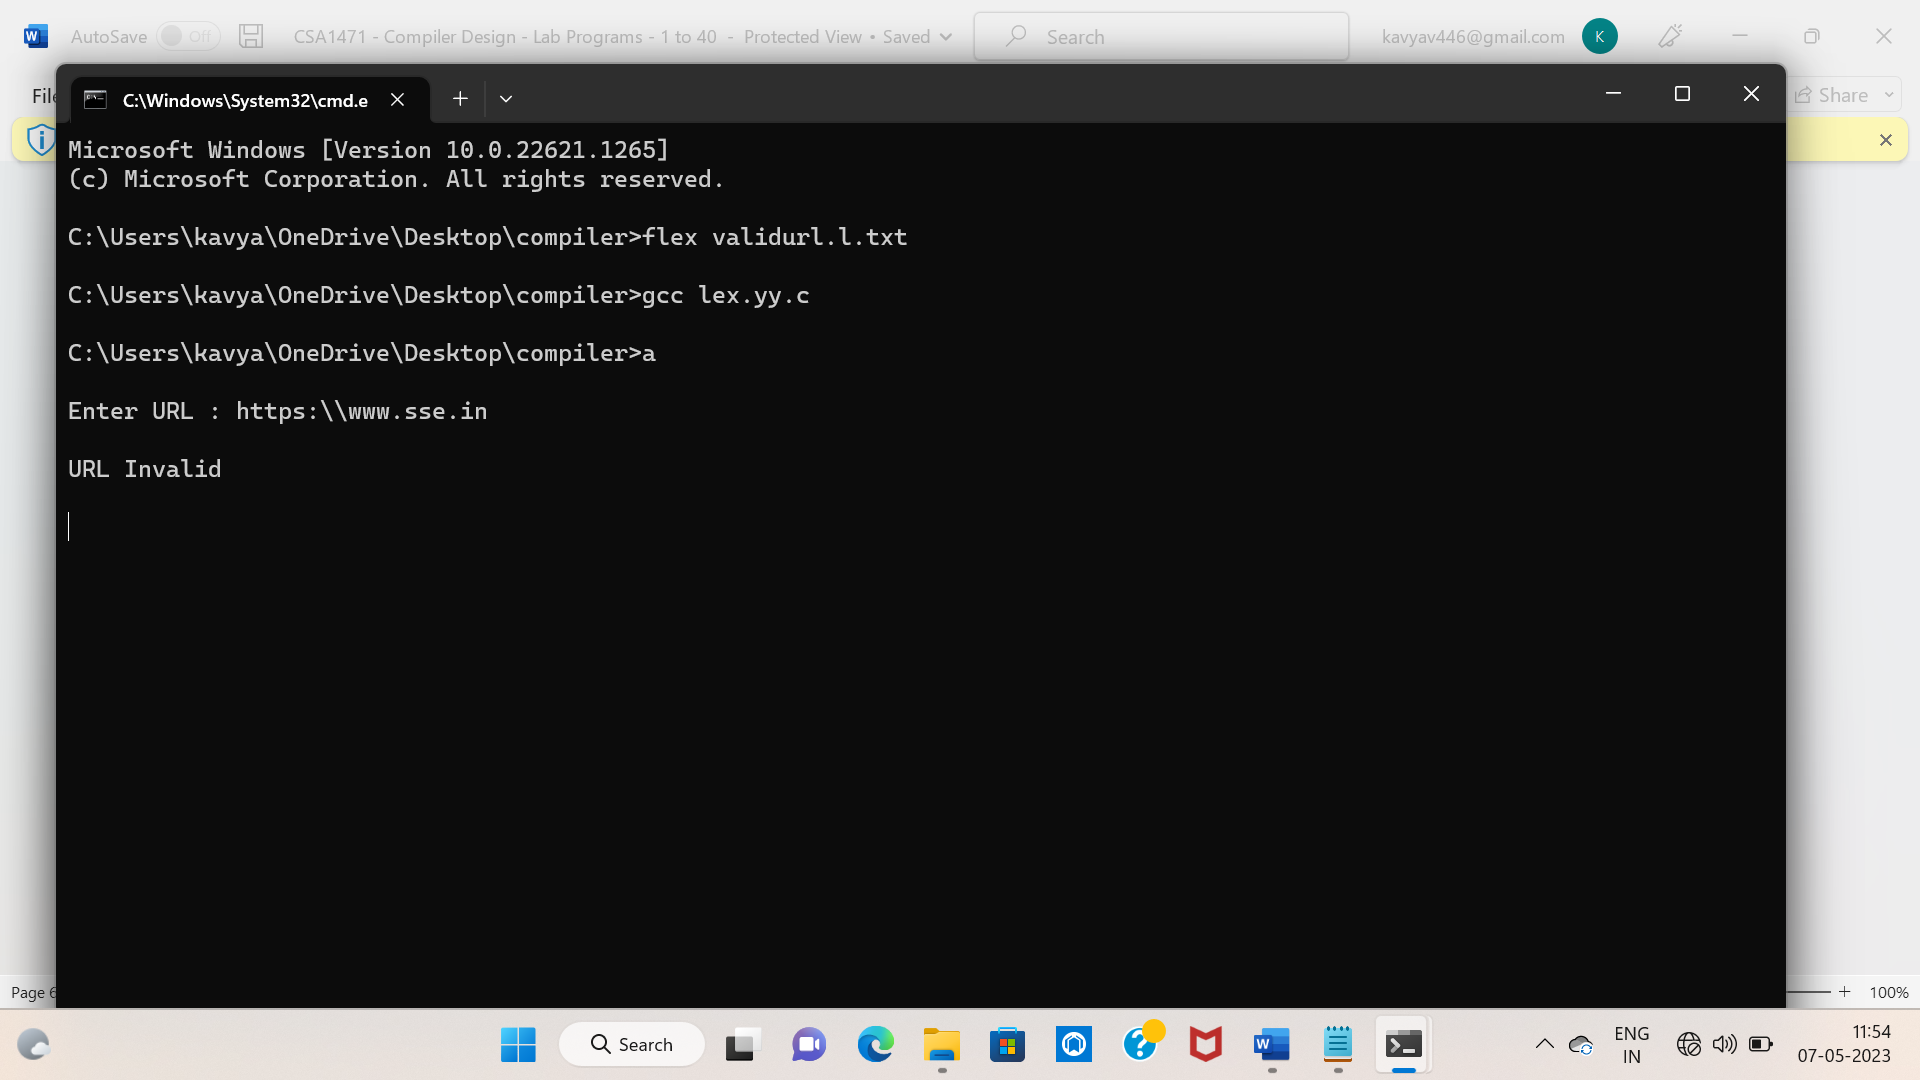 AutoSave Off CSA1471 - Compiler Design - Lab Programs - 1 to 40 - Protected View • Saved Search kavyav446@gmail.com K
C:\Windows\System32\cmd.e
Share
Microsoft Windows [Version 10.0.22621.1265]
(c) Microsoft Corporation. All rights reserved.
C:\Users\kavya\OneDrive\Desktop\compiler>flex validurl.l.txt
C:\Users\kavya\OneDrive\Desktop\compiler>gcc lex.yy.c
C:\Users\kavya\OneDrive\Desktop\compiler>a
Enter URL : https:\\www.sse.in
URL Invalid
Page 100%
Search
ENG
IN
11:54
07-05-2023